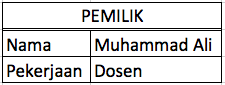 PEMILIK
Nama Muhammad Ali
Pekerjaan Dosen